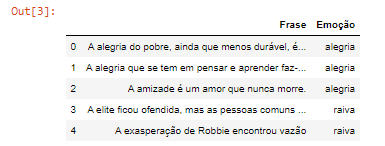 Out[3]:
Frase Emoção
0 A alegria do pobre, ainda que menos durável, é... alegria
1 A alegria que se tem em pensar e aprender faz-... alegria
2 A amizade é um amor que nunca morre. alegria
3 A elite ficou ofendida, mas as pessoas comuns ... raiva
4 A exasperação de Robbie encontrou vazão raiva